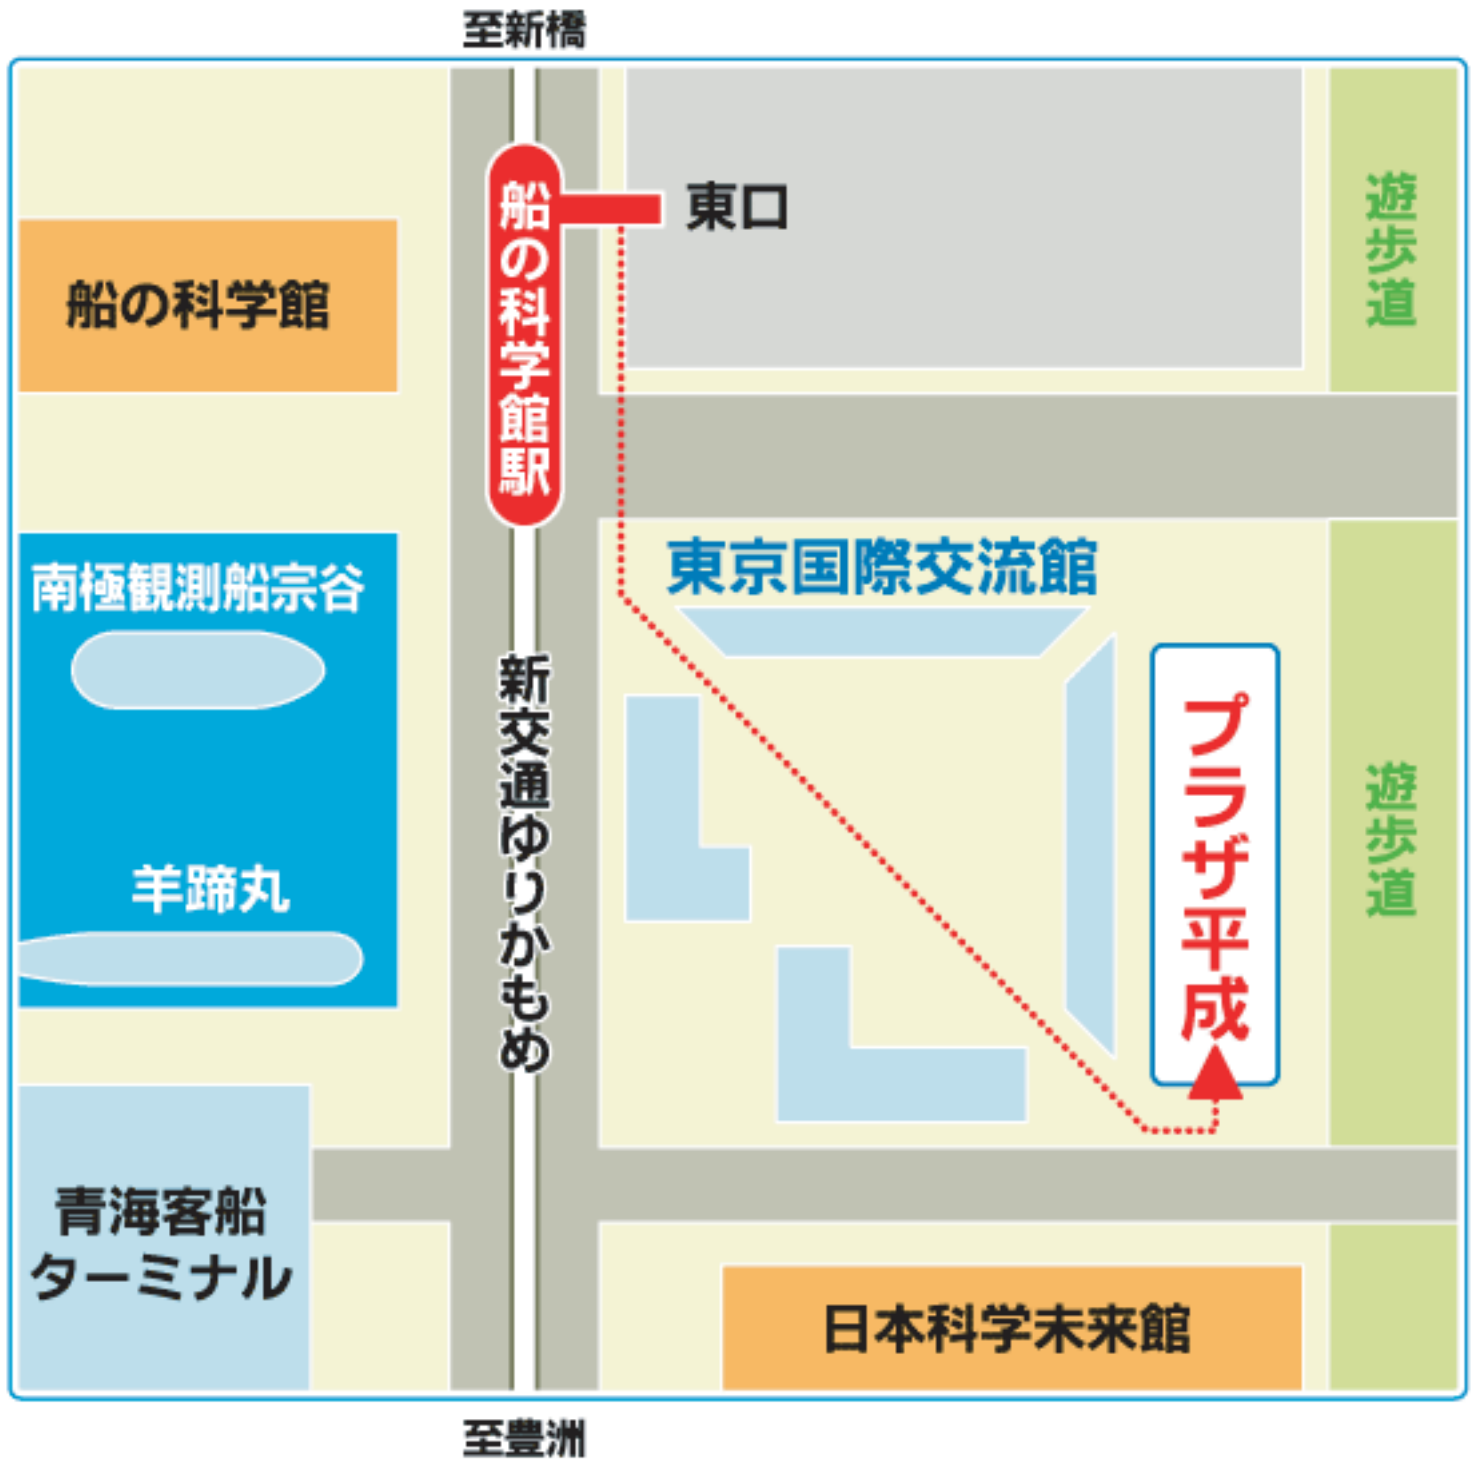 至新橋
船の科学館駅
東口
遊歩道
船の科学館
東京国際交流館
南極観測船宗谷
新交通ゆりかもめ
プラザ平成
遊歩道
羊蹄丸
青海客船
ターミナル
日本科学未来館
至豊洲